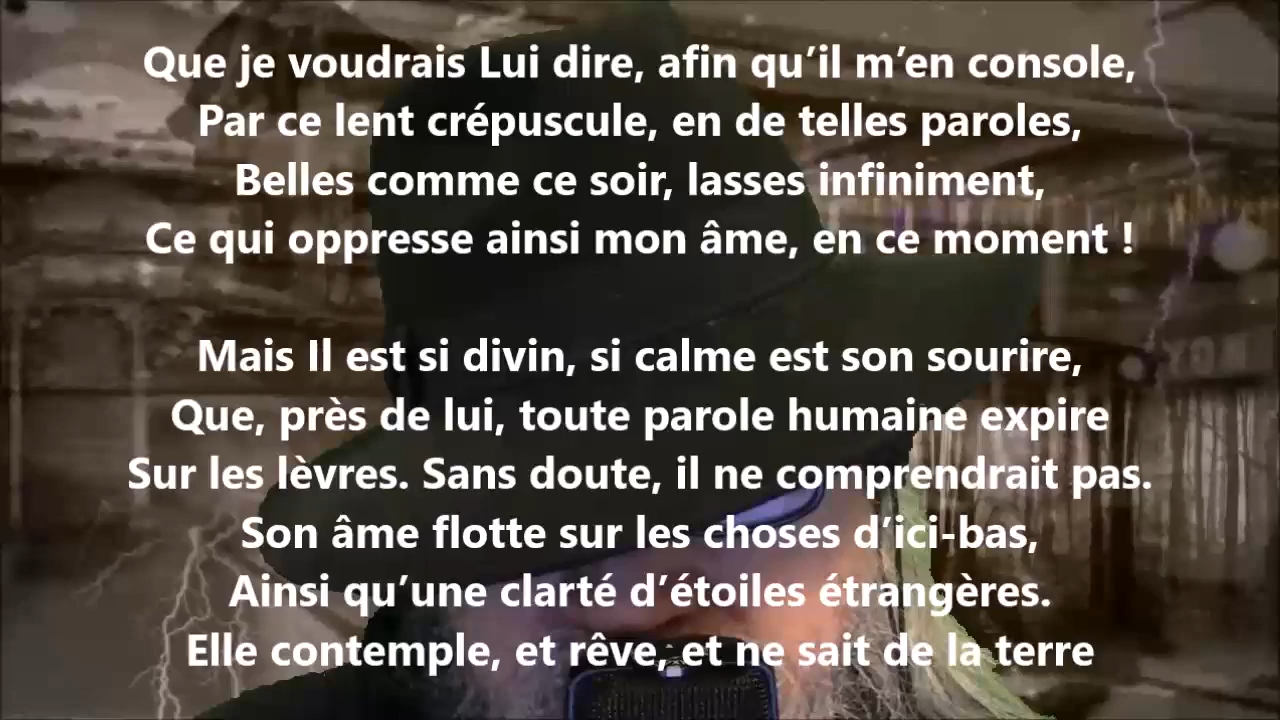 Que je voudrais Lui dire, afin qu’il m’en console,
Par ce lent crépuscule, en de telles paroles,
Belles comme ce soir, lasses infiniment,
Ce qui oppresse ainsi mon âme, en ce moment !
Mais Il est si divin, si calme est son sourire,
Que, près de lui, toute parole humaine expire
Sur les lèvres. Sans doute, il ne comprendrait pas.
Son âme flotte sur les choses d’ici-bas,
Ainsi qu’une clarté d’étoiles étrangères.
Elle contemple, et rêve, et ne sait de la terre